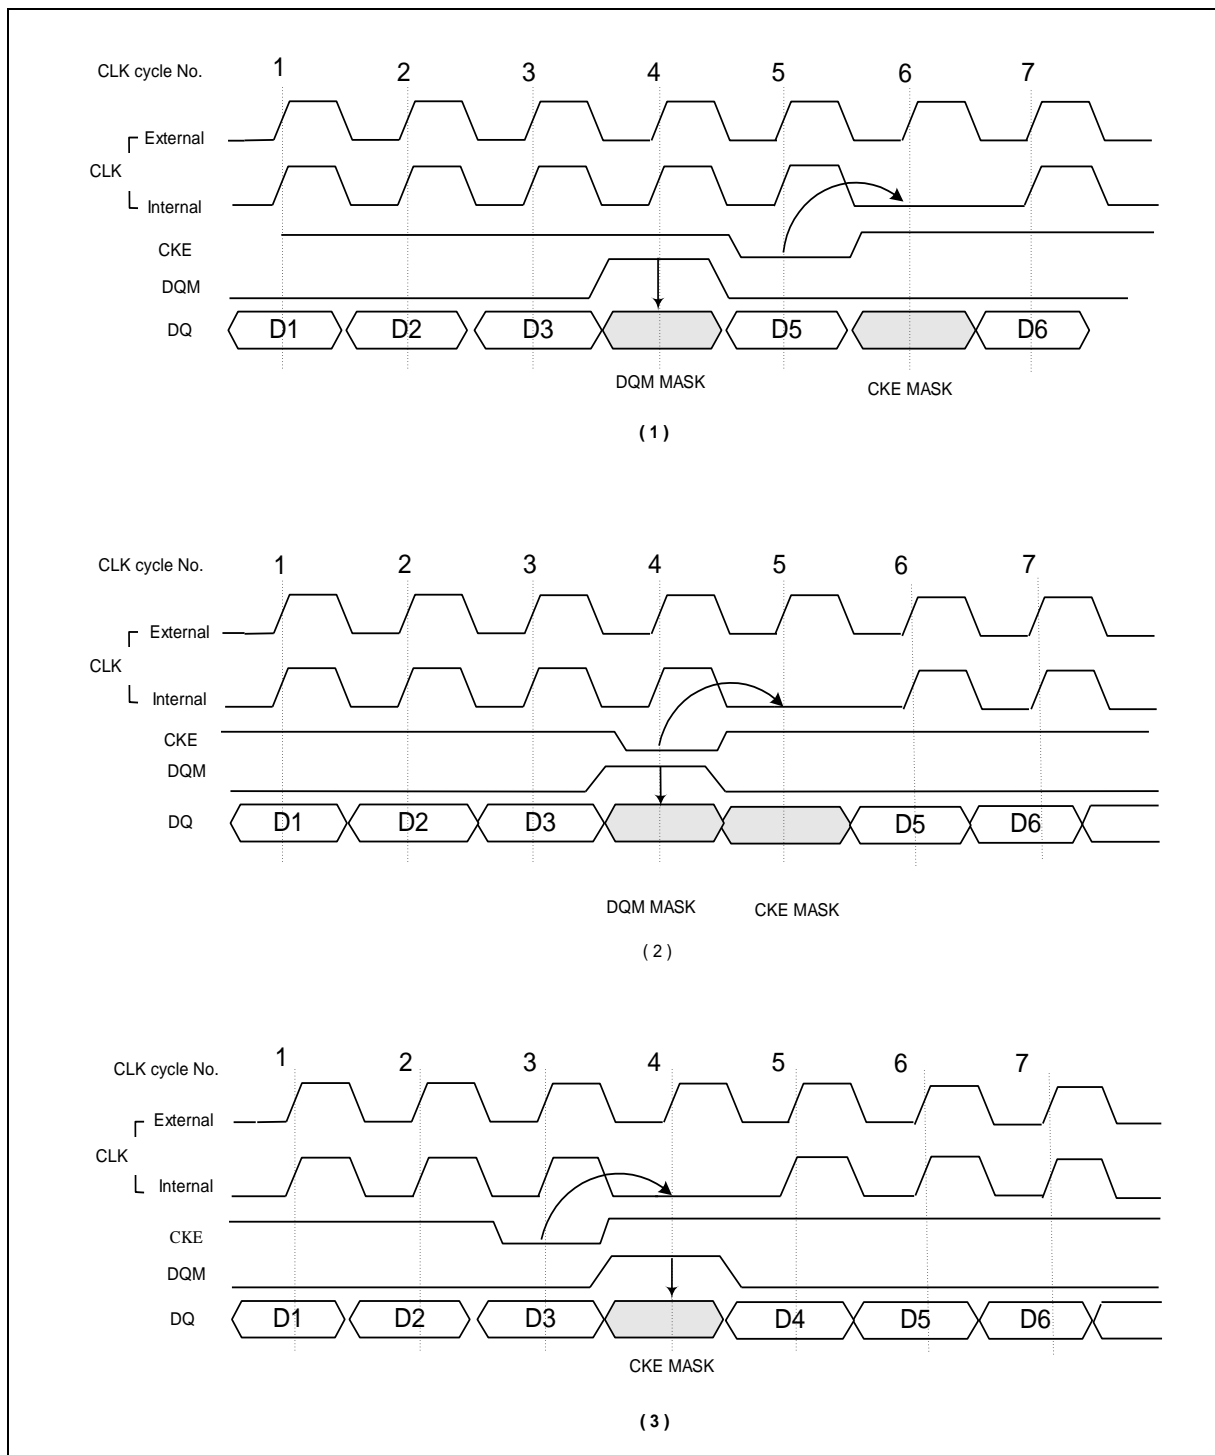 CLK cycle No. 1 2 3 4 5 6 7
External
CLK
Internal
CKE
DQM
DQ D1 D2 D3 D5 D6
DQM MASK CKE MASK
( 1 )
CLK cycle No. 1 2 3 4 5 6 7
External
CLK
Internal
CKE
DQM
DQ D1 D2 D3 D5 D6
DQM MASK CKE MASK
( 2 )
CLK cycle No. 1 2 3 4 5 6 7
External
CLK
Internal
CKE
DQM
DQ D1 D2 D3 D4 D5 D6
CKE MASK
( 3 )